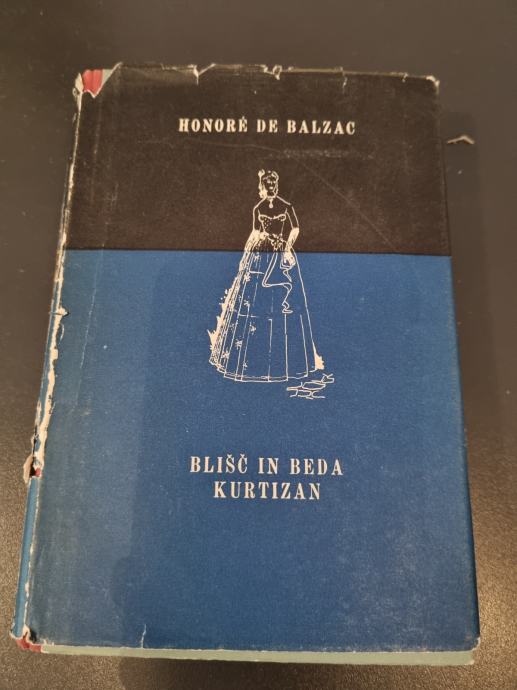 HONORÉ DE BALZAC
BLIŠČ IN BEDA
KURTIZAN